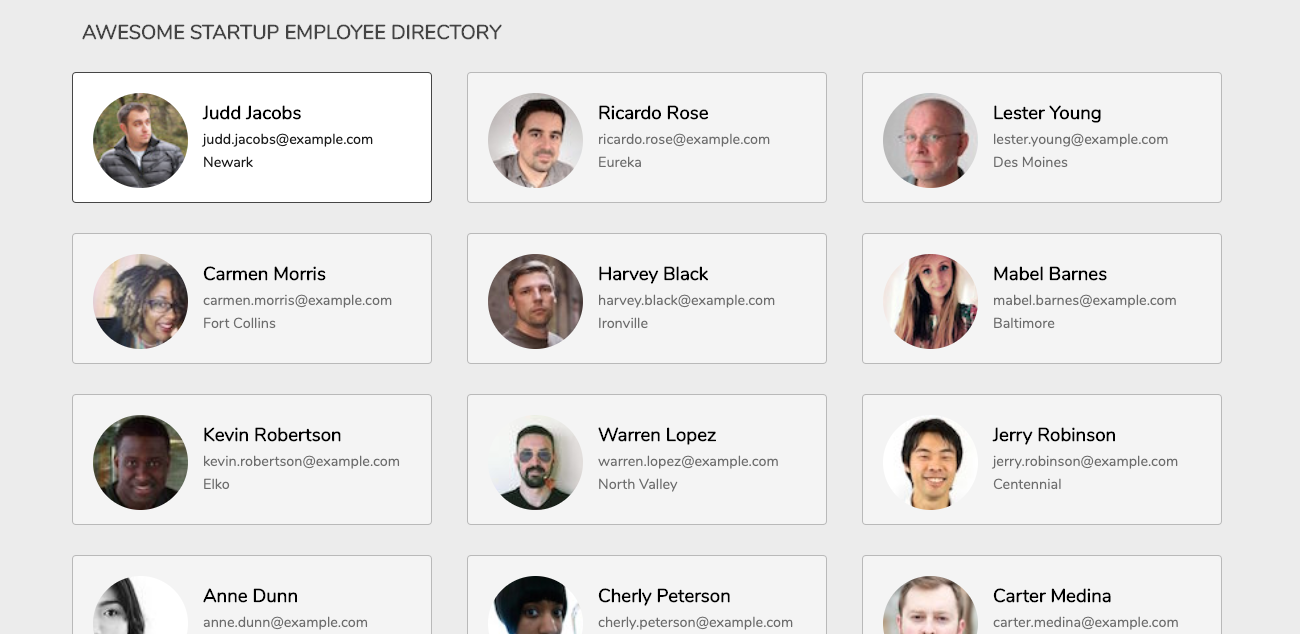 AWESOME STARTUP EMPLOYEE DIRECTORY
Judd Jacobs
judd.jacobs@example.com
Newark
Ricardo Rose
ricardo.rose@example.com
Eureka
Lester Young
lester.young@example.com
Des Moines
Carmen Morris
carmen.morris@example.com
Fort Collins
Harvey Black
harvey.black@example.com
Ironville
Mabel Barnes
mabel.barnes@example.com
Baltimore
Kevin Robertson
kevin.robertson@example.com
Elko
Warren Lopez
warren.lopez@example.com
North Valley
Jerry Robinson
jerry.robinson@example.com
Centennial
Anne Dunn
anne.dunn@example.com
Cherly Peterson
cherly.peterson@example.com
Carter Medina
carter.medina@example.com